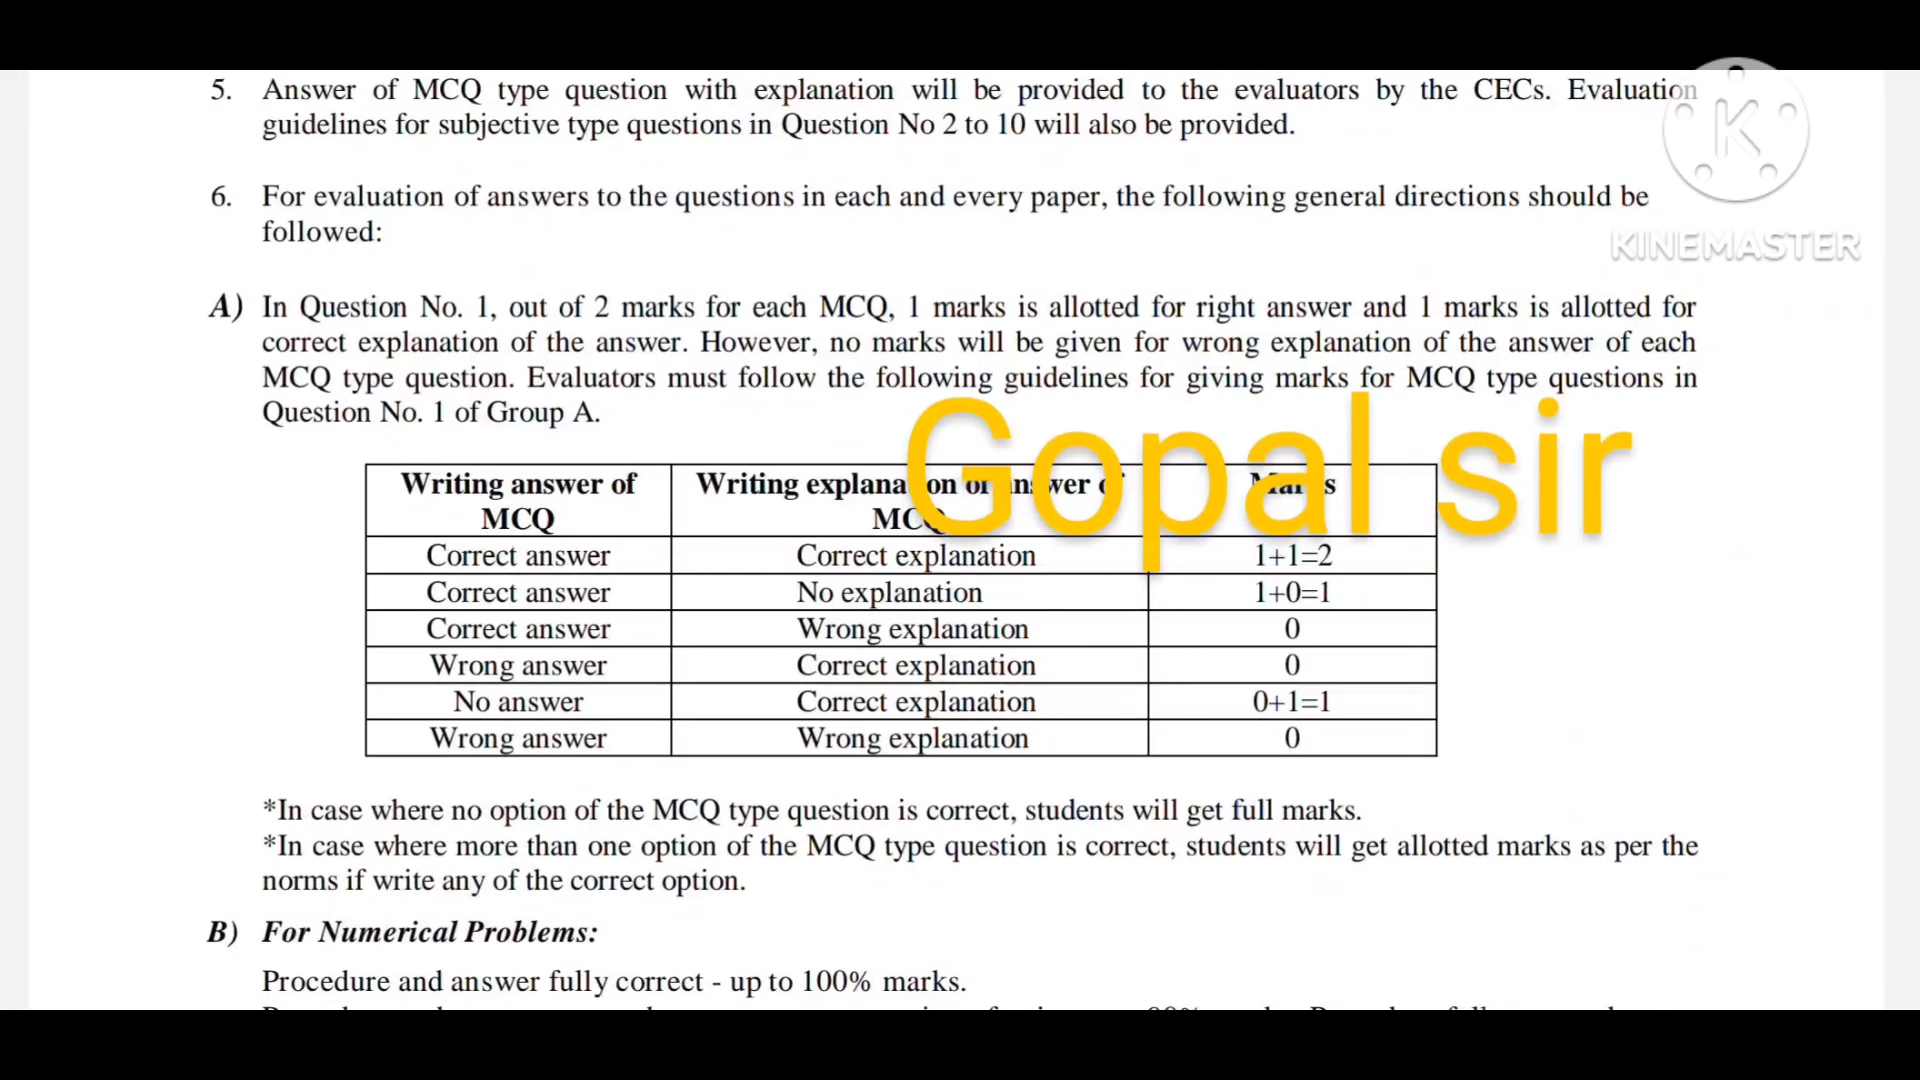 5. Answer of MCQ type question with explanation will be provided to the evaluators by the CECs. Evaluation
guidelines for subjective type questions in Question No 2 to 10 will also be provided.
6. For evaluation of answers to the questions in each and every paper, the following general directions should be
followed:
KINEMASTER
A) In Question No. 1, out of 2 marks for each MCQ, 1 marks is allotted for right answer and 1 marks is allotted for
correct explanation of the answer. However, no marks will be given for wrong explanation of the answer of each
MCQ type question. Evaluators must follow the following guidelines for giving marks for MCQ type questions in
Question No. 1 of Group A.
Gopal sir
Writing answer of MCQ Writing explanation of answer of MCQ Marks
Correct answer Correct explanation 1+1=2
Correct answer No explanation 1+0=1
Correct answer Wrong explanation 0
Wrong answer Correct explanation 0
No answer Correct explanation 0+1=1
Wrong answer Wrong explanation 0
*In case where no option of the MCQ type question is correct, students will get full marks.
*In case where more than one option of the MCQ type question is correct, students will get allotted marks as per the
norms if write any of the correct option.
B) For Numerical Problems:
Procedure and answer fully correct - up to 100% marks.